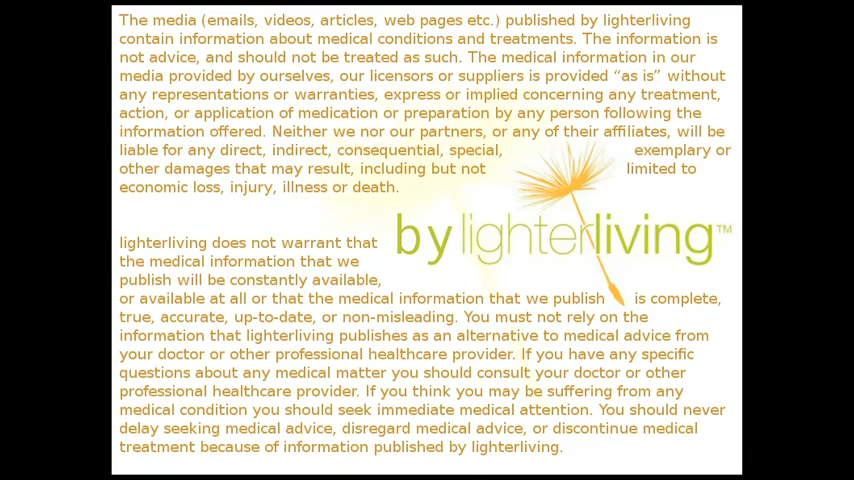 The media (emails, videos, articles, web pages etc.) published by lighterliving
contain information about medical conditions and treatments. The information is
not advice, and should not be treated as such. The medical information in our
media provided by ourselves, our licensors or suppliers is provided “as is” without
any representations or warranties, express or implied concerning any treatment,
action, or application of medication or preparation by any person following the
information offered. Neither we nor our partners, or any of their affiliates, will be
liable for any direct, indirect, consequential, special, exemplary or
other damages that may result, including but not limited to
economic loss, injury, illness or death.
by lighterliving™
lighterliving does not warrant that
the medical information that we
publish will be constantly available,
or available at all or that the medical information that we publish is complete,
true, accurate, up-to-date, or non-misleading. You must not rely on the
information that lighterliving publishes as an alternative to medical advice from
your doctor or other professional healthcare provider. If you have any specific
questions about any medical matter you should consult your doctor or other
professional healthcare provider. If you think you may be suffering from any
medical condition you should seek immediate medical attention. You should never
delay seeking medical advice, disregard medical advice, or discontinue medical
treatment because of information published by lighterliving.